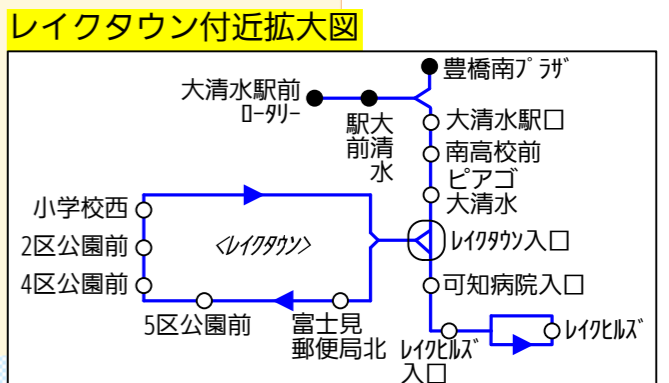 レイクタウン付近拡大図
豊橋南ﾌﾟﾗｻﾞ
大清水駅前
ﾛｰﾀﾘｰ
大清水
駅前
大清水駅口
南高校前
ピアゴ
大清水
小学校西
2区公園前
4区公園前
<ﾚｲｸﾀｳﾝ>
ﾚｲｸﾀｳﾝ入口
可知病院入口
5区公園前
富士見
郵便局北
ﾚｲｸﾋﾙｽﾞ
入口
ﾚｲｸﾋﾙｽﾞ